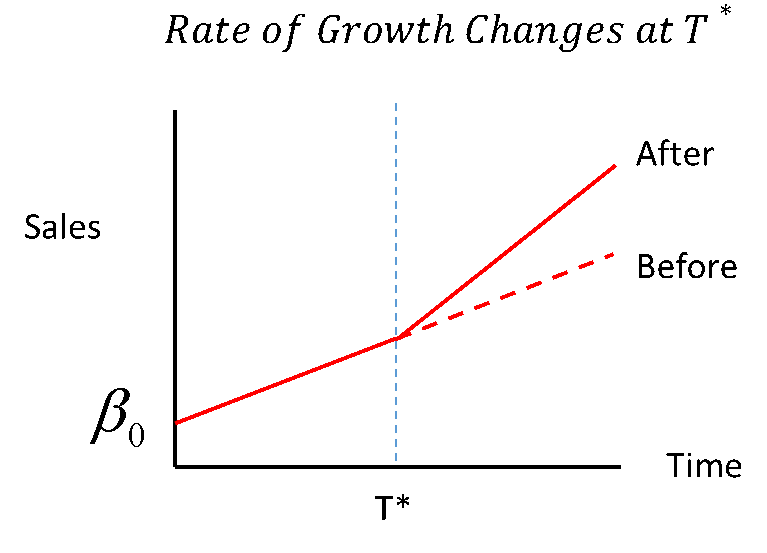 Rate of Growth Changes at T *
After
Sales
Before
β₀
Time
T*